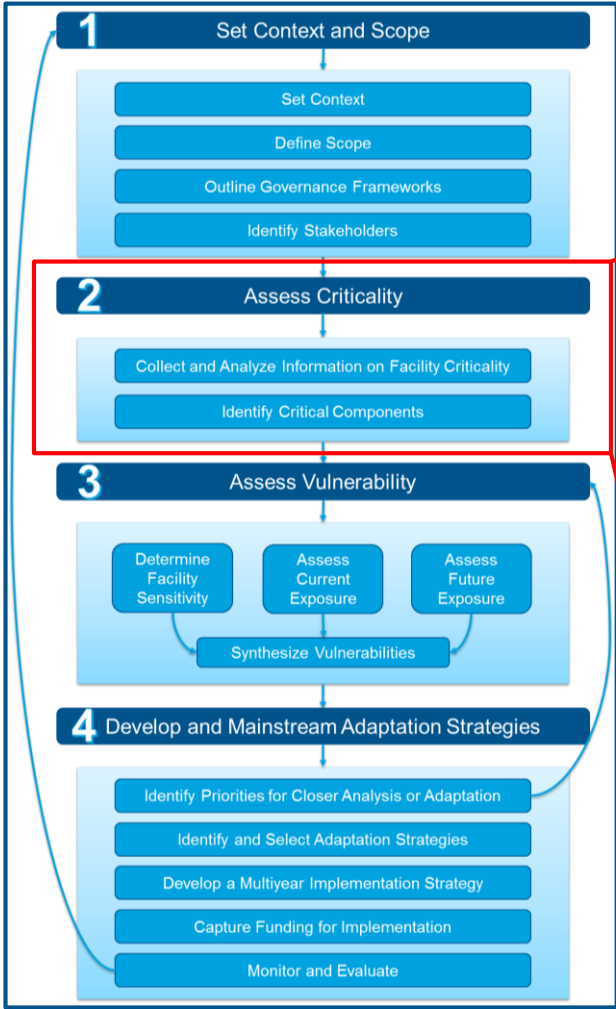 1 Set Context and Scope
Set Context
Define Scope
Outline Governance Frameworks
Identify Stakeholders
2 Assess Criticality
Collect and Analyze Information on Facility Criticality
Identify Critical Components
3 Assess Vulnerability
Determine
Facility
Sensitivity
Assess
Current
Exposure
Assess
Future
Exposure
Synthesize Vulnerabilities
4 Develop and Mainstream Adaptation Strategies
Identify Priorities for Closer Analysis or Adaptation
Identify and Select Adaptation Strategies
Develop a Multiyear Implementation Strategy
Capture Funding for Implementation
Monitor and Evaluate